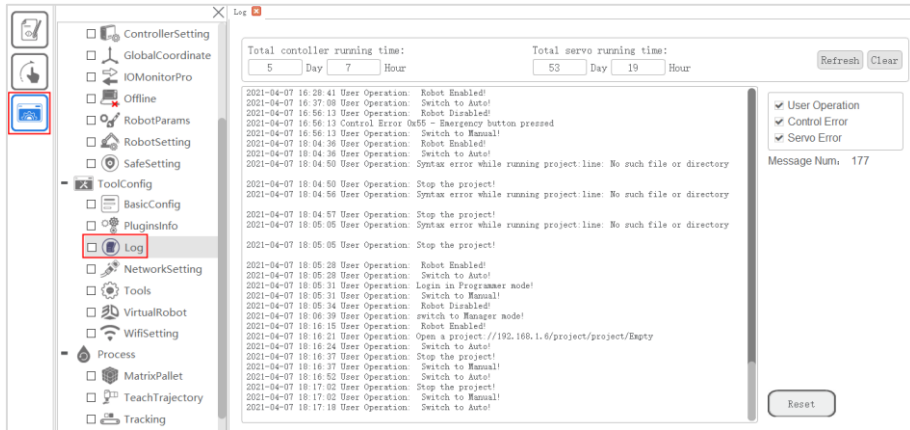 Log
ControllerSetting
GlobalCoordinate
IOMonitorPro
Offline
RobotParams
RobotSetting
SafeSetting
ToolConfig
BasicConfig
PluginsInfo
Log
NetworkSetting
Tools
VirtualRobot
WifiSetting
Process
MatrixPallet
TeachTrajectory
Tracking
Total contoller running time:
5 Day 7 Hour
Total servo running time:
53 Day 19 Hour
Refresh Clear
2021-04-07 16:28:41 User Operation: Robot Enabled!
2021-04-07 16:37:08 User Operation: Switch to Auto!
2021-04-07 16:56:13 User Operation: Robot Disabled!
2021-04-07 16:56:13 Control Error 0x55 - Emergency button pressed
2021-04-07 16:56:13 User Operation: Switch to Manual!
2021-04-07 18:04:36 User Operation: Robot Enabled!
2021-04-07 18:04:36 User Operation: Switch to Auto!
2021-04-07 18:04:50 User Operation: Syntax error while running project:line: No such file or directory
2021-04-07 18:04:50 User Operation: Stop the project!
2021-04-07 18:04:56 User Operation: Syntax error while running project:line: No such file or directory
2021-04-07 18:04:57 User Operation: Stop the project!
2021-04-07 18:05:05 User Operation: Syntax error while running project:line: No such file or directory
2021-04-07 18:05:05 User Operation: Stop the project!
2021-04-07 18:05:28 User Operation: Robot Enabled!
2021-04-07 18:05:28 User Operation: Switch to Auto!
2021-04-07 18:05:31 User Operation: Login in Programmer mode!
2021-04-07 18:05:31 User Operation: Switch to Manual!
2021-04-07 18:05:34 User Operation: Robot Disabled!
2021-04-07 18:06:39 User Operation: switch to Manager mode!
2021-04-07 18:16:15 User Operation: Robot Enabled!
2021-04-07 18:16:21 User Operation: Open a project://192.168.1.6/project/project/Empty
2021-04-07 18:16:24 User Operation: Switch to Auto!
2021-04-07 18:16:37 User Operation: Stop the project!
2021-04-07 18:16:37 User Operation: Switch to Manual!
2021-04-07 18:16:52 User Operation: Switch to Auto!
2021-04-07 18:17:02 User Operation: Stop the project!
2021-04-07 18:17:02 User Operation: Switch to Manual!
2021-04-07 18:17:18 User Operation: Switch to Auto!
User Operation
Control Error
Servo Error
Message Num: 177
Reset